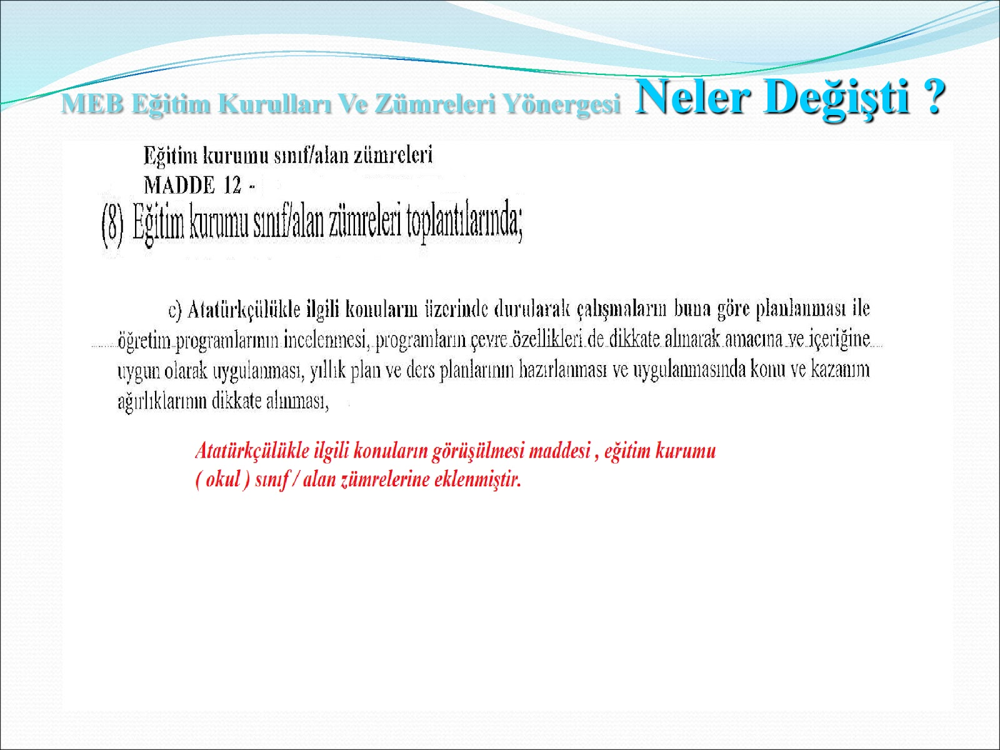 MEB Eğitim Kurulları Ve Zümreleri Yönergesi Neler Değişti ?
Eğitim kurumu sınıf/alan zümreleri
MADDE 12 -
(8) Eğitim kurumu sınıf/alan zümreleri toplantılarında;
c) Atatürkçülükle ilgili konuların üzerinde durularak çalışmaların buna göre planlanması ile
öğretim programlarının incelenmesi, programların çevre özellikleri de dikkate alınarak amacına ve içeriğine
uygun olarak uygulanması, yıllık plan ve ders planlarının hazırlanması ve uygulanmasında konu ve kazanım
ağırlıklarının dikkate alınması,
Atatürkçülükle ilgili konuların görüşülmesi maddesi , eğitim kurumu
( okul ) sınıf / alan zümrelerine eklenmiştir.